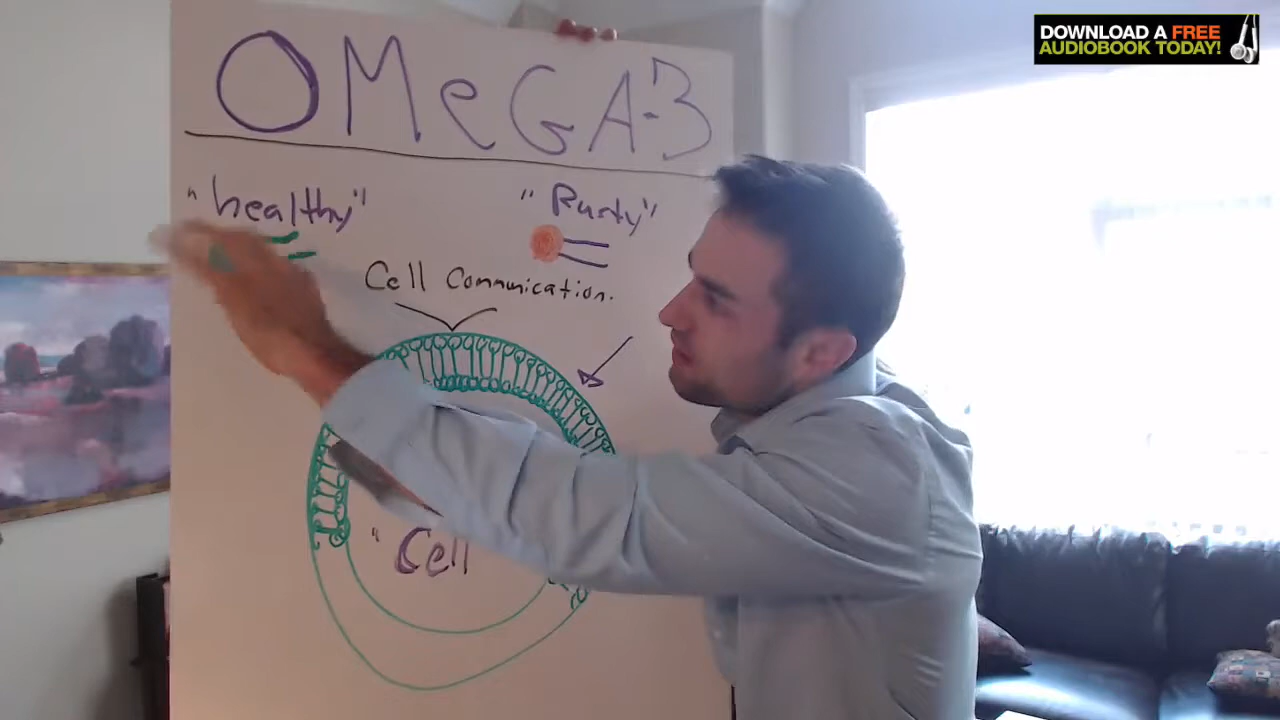 OMeGA-3
"healthy"
"Rusty"
Cell Communication.
"Cell
DOWNLOAD A FREE
AUDIOBOOK TODAY!